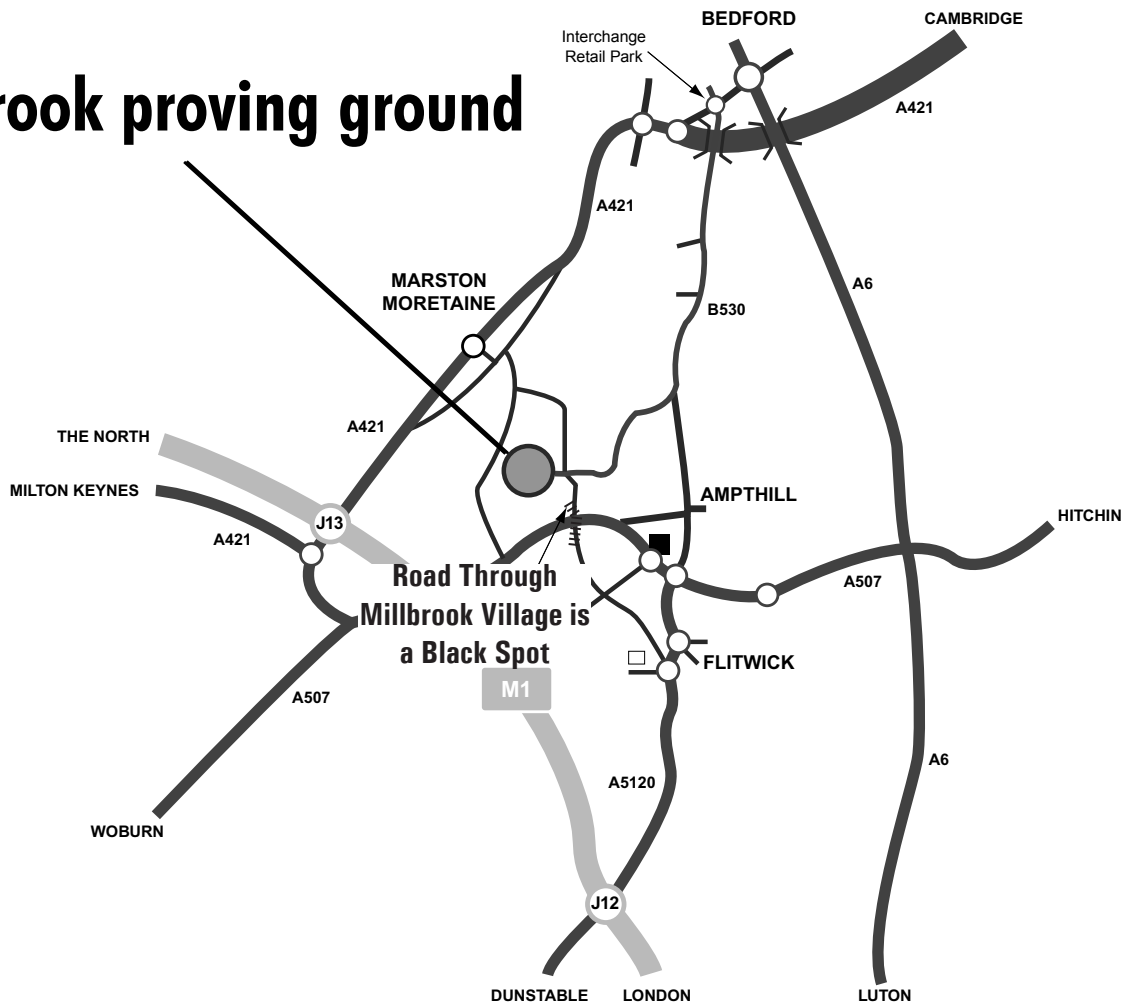 BEDFORD
CAMBRIDGE
Interchange
Retail Park
rook proving ground
A421
A421
MARSTON
MORETAINE
A6
B530
A421
THE NORTH
MILTON KEYNES
AMPTHILL
HITCHIN
J13
A421
Road Through
Millbrook Village is
a Black Spot
A507
FLITWICK
M1
A507
A6
A5120
WOBURN
J12
DUNSTABLE
LONDON
LUTON